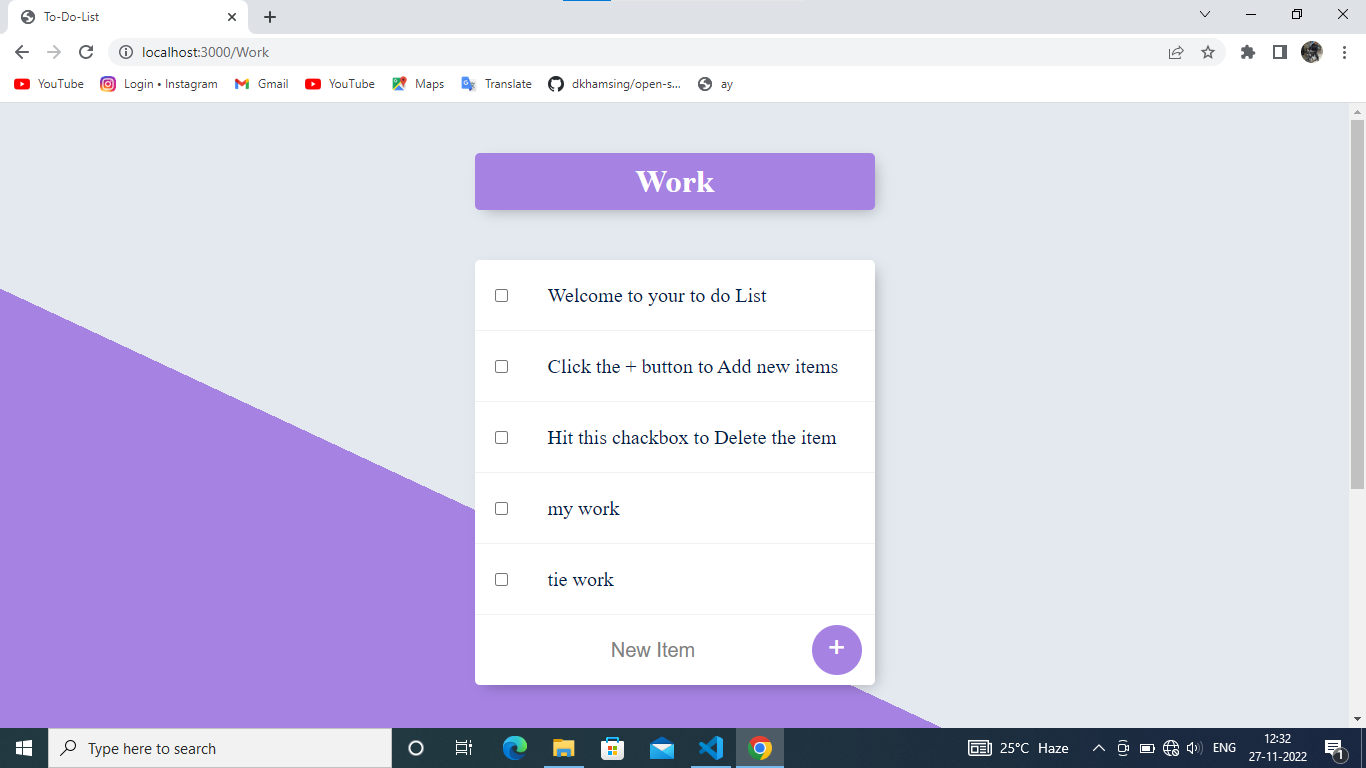 To-Do-List
localhost:3000/Work
YouTube Login • Instagram Gmail YouTube Maps Translate dkhamsing/open-s... ay
Work
Welcome to your to do List
Click the + button to Add new items
Hit this chackbox to Delete the item
my work
tie work
New Item +
Type here to search 25°C Haze ENG 12:32
27-11-2022 1